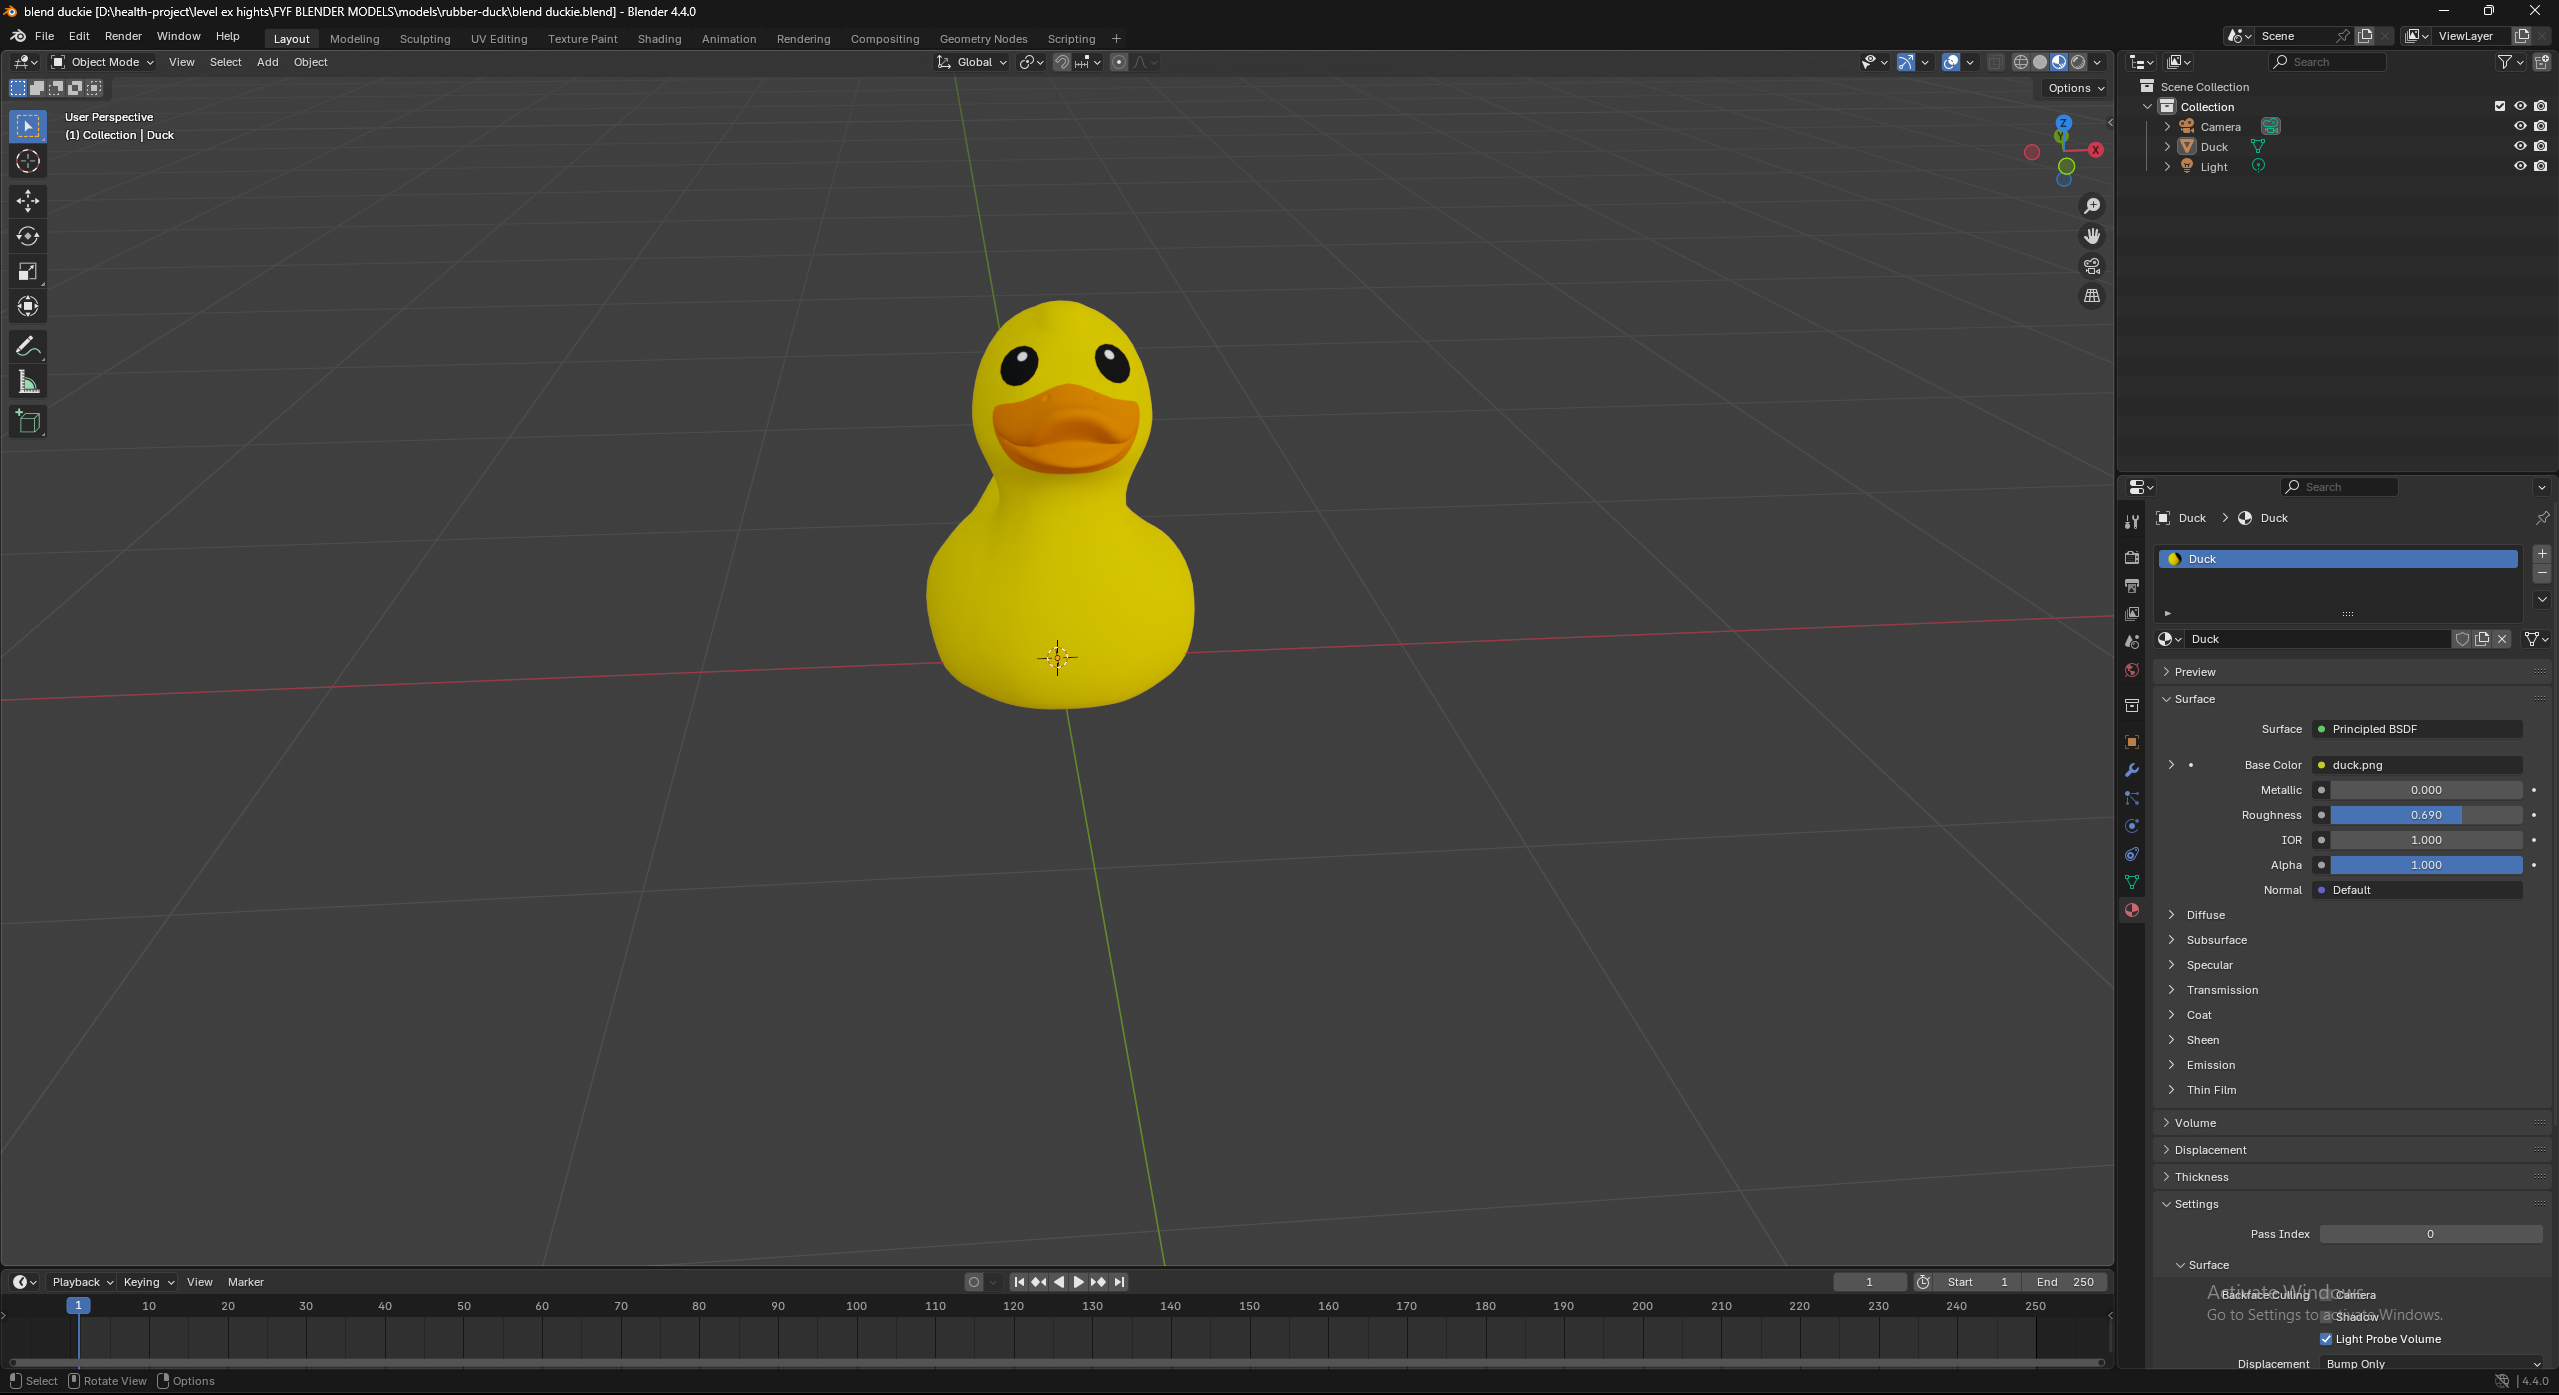 blend duckie [D:\health-project\level ex hights\FYF BLENDER MODELS\models\rubber-duck\blend duckie.blend] - Blender 4.4.0
File Edit Render Window Help Layout Modeling Sculpting UV Editing Texture Paint Shading Animation Rendering Compositing Geometry Nodes Scripting + Scene ViewLayer
Object Mode View Select Add Object Global Search
Options
User Perspective
(1) Collection | Duck
Z
Y
X
Scene Collection
Collection
Camera
Duck
Light
Search
Duck > Duck
Duck
Duck
Preview
Surface
Surface Principled BSDF
Base Color duck.png
Metallic 0.000
Roughness 0.690
IOR 1.000
Alpha 1.000
Normal Default
Diffuse
Subsurface
Specular
Transmission
Coat
Sheen
Emission
Thin Film
Volume
Displacement
Thickness
Settings
Pass Index 0
Surface
Activate Windows
Backface Culling Camera
Go to Settings to activate Windows.
Shadow
Light Probe Volume
Displacement Bump Only
Playback Keying View Marker 1 Start 1 End 250
1 10 20 30 40 50 60 70 80 90 100 110 120 130 140 150 160 170 180 190 200 210 220 230 240 250
Select Rotate View Options 4.4.0